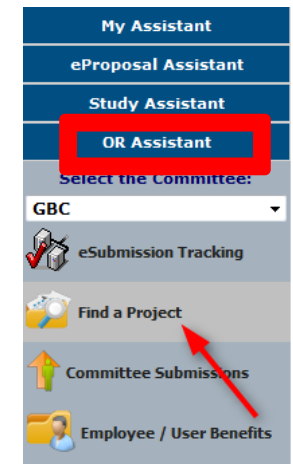 My Assistant
eProposal Assistant
Study Assistant
OR Assistant
Select the Committee:
GBC
eSubmission Tracking
Find a Project
Committee Submissions
Employee / User Benefits